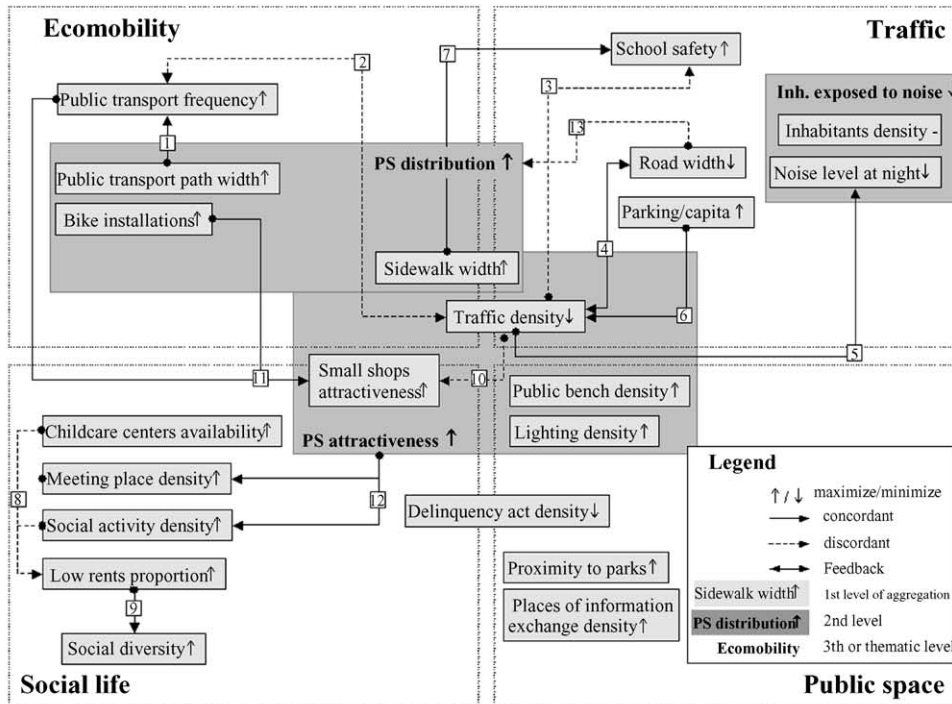 Ecomobility
Traffic
7
School safety↑
2
3
Public transport frequency↑
Inh. exposed to noise ↓
Inhabitants density -
13
1
PS distribution ↑
Road width↓
Public transport path width↑
Noise level at night↓
Bike installations↑
Parking/capita ↑
4
Sidewalk width↑
Traffic density↓
6
5
Small shops
attractiveness↑
11
10
Public bench density↑
Childcare centers availability↑
PS attractiveness ↑
Lighting density↑
Meeting place density↑
8
12
Social activity density↑
Delinquency act density↓
Low rents proportion↑
Proximity to parks↑
9
Places of information
exchange density↑
Social diversity↑
Social life
Public space
Legend
↑ / ↓ maximize/minimize
concordant
discordant
Feedback
Sidewalk width↑ 1st level of aggregation
PS distribution↑ 2nd level
Ecomobility 3th or thematic level